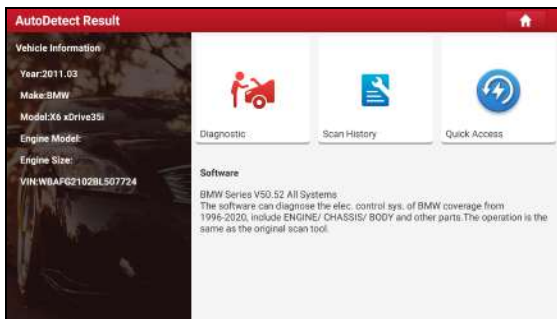 AutoDetect Result
Vehicle Information
Year:2011.03
Make:BMW
Model:X6 xDrive35i
Engine Model:
Engine Size:
VIN:WBAFG2102BL507724
Diagnostic
Scan History
Quick Access
Software
BMW Series V50.52 All Systems
The software can diagnose the elec. control sys. of BMW coverage from
1996-2020, include ENGINE/ CHASSIS/ BODY and other parts.The operation is the
same as the original scan tool.